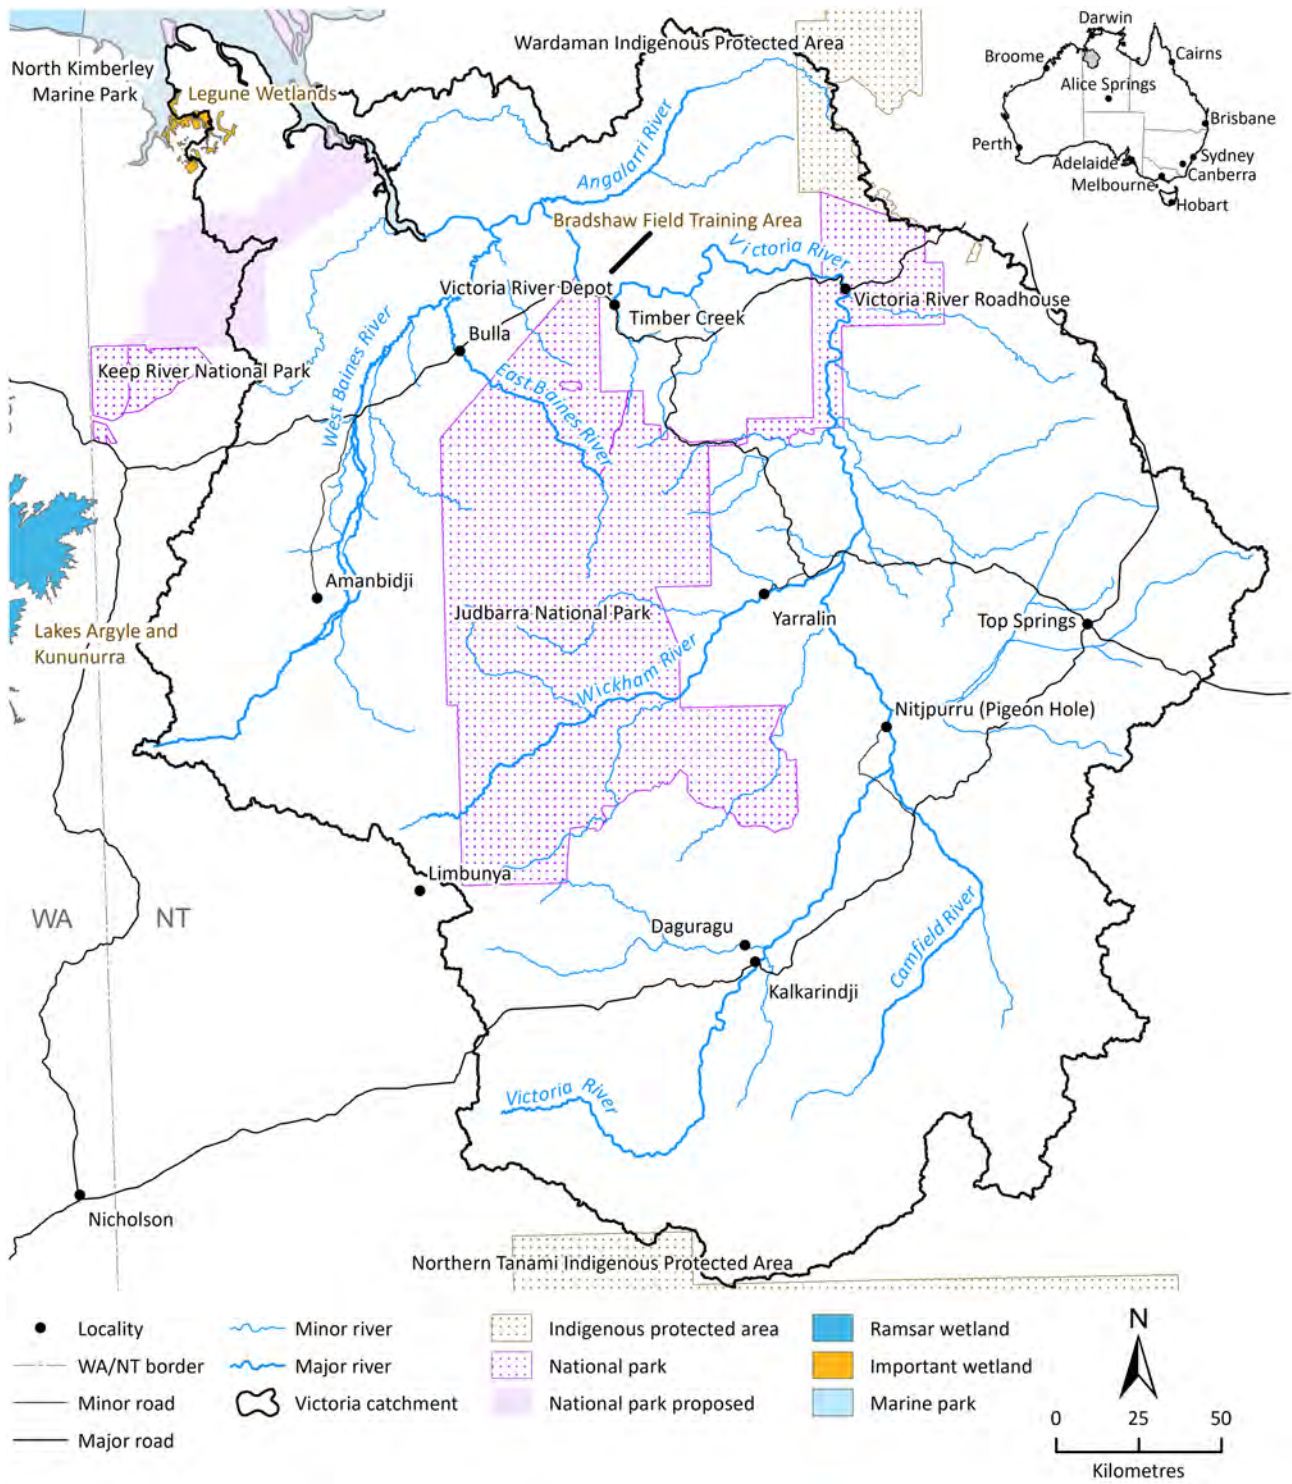 Darwin
Broome
Cairns
Alice Springs
Brisbane
Perth
Adelaide
Sydney
Canberra
Melbourne
Hobart
Wardaman Indigenous Protected Area
North Kimberley
Marine Park
Legune Wetlands
Angalarri River
Bradshaw Field Training Area
Victoria River
Victoria River Depot
Victoria River Roadhouse
Timber Creek
Bulla
West Baines River
Keep River National Park
East Baines River
Amanbidji
Judbarra National Park
Yarralin
Top Springs
Lakes Argyle and
Kununurra
Wickham River
Nitjpurru (Pigeon Hole)
Limbunya
WA
NT
Daguragu
Camfield River
Kalkarindji
Victoria River
Nicholson
Northern Tanami Indigenous Protected Area
Locality
WA/NT border
Minor road
Major road
Minor river
Major river
Victoria catchment
Indigenous protected area
National park
National park proposed
Ramsar wetland
Important wetland
Marine park
N
0 25 50
Kilometres